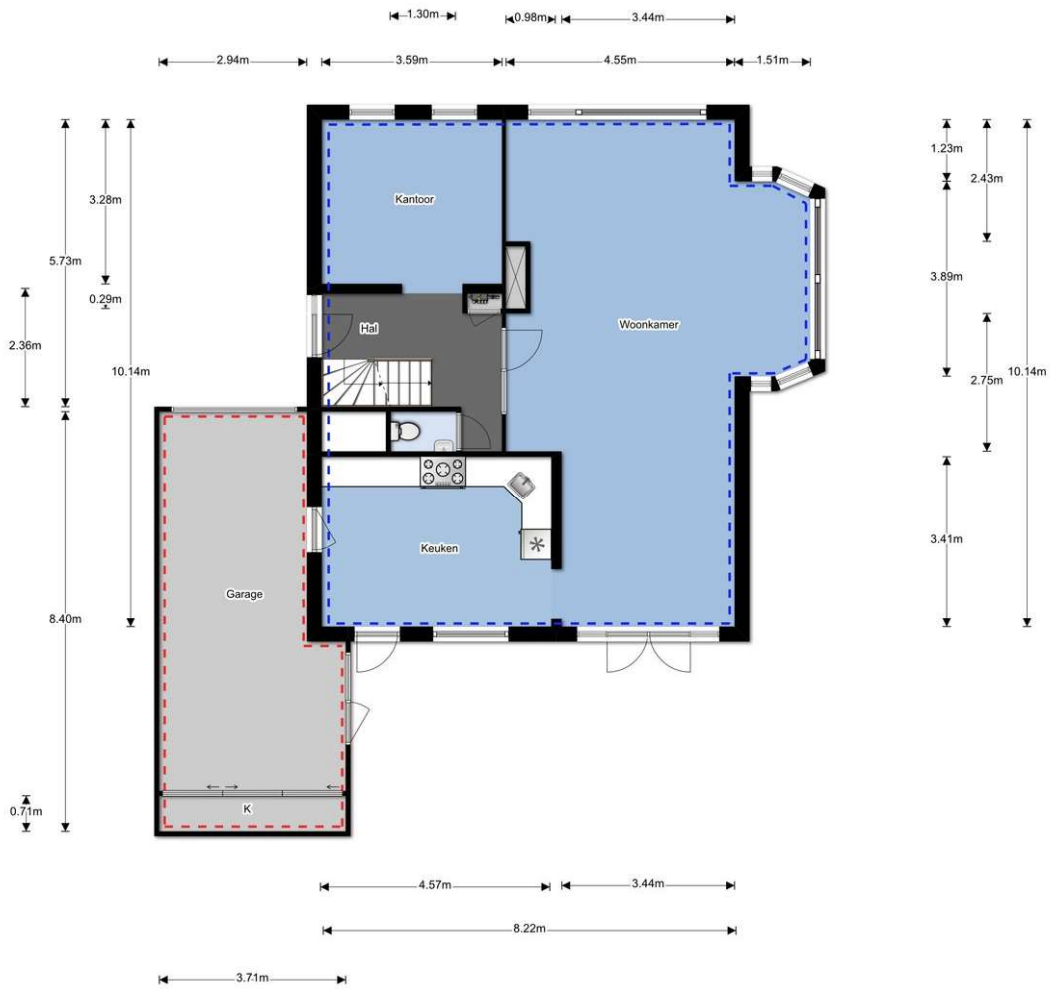 1.30m
0.98m
3.44m
2.94m
3.59m
4.55m
1.51m
1.23m
2.43m
3.28m
Kantoor
5.73m
3.89m
0.29m
Hal
Woonkamer
2.36m
10.14m
2.75m
10.14m
3.41m
Keuken
Garage
8.40m
K
0.71m
4.57m
3.44m
8.22m
3.71m